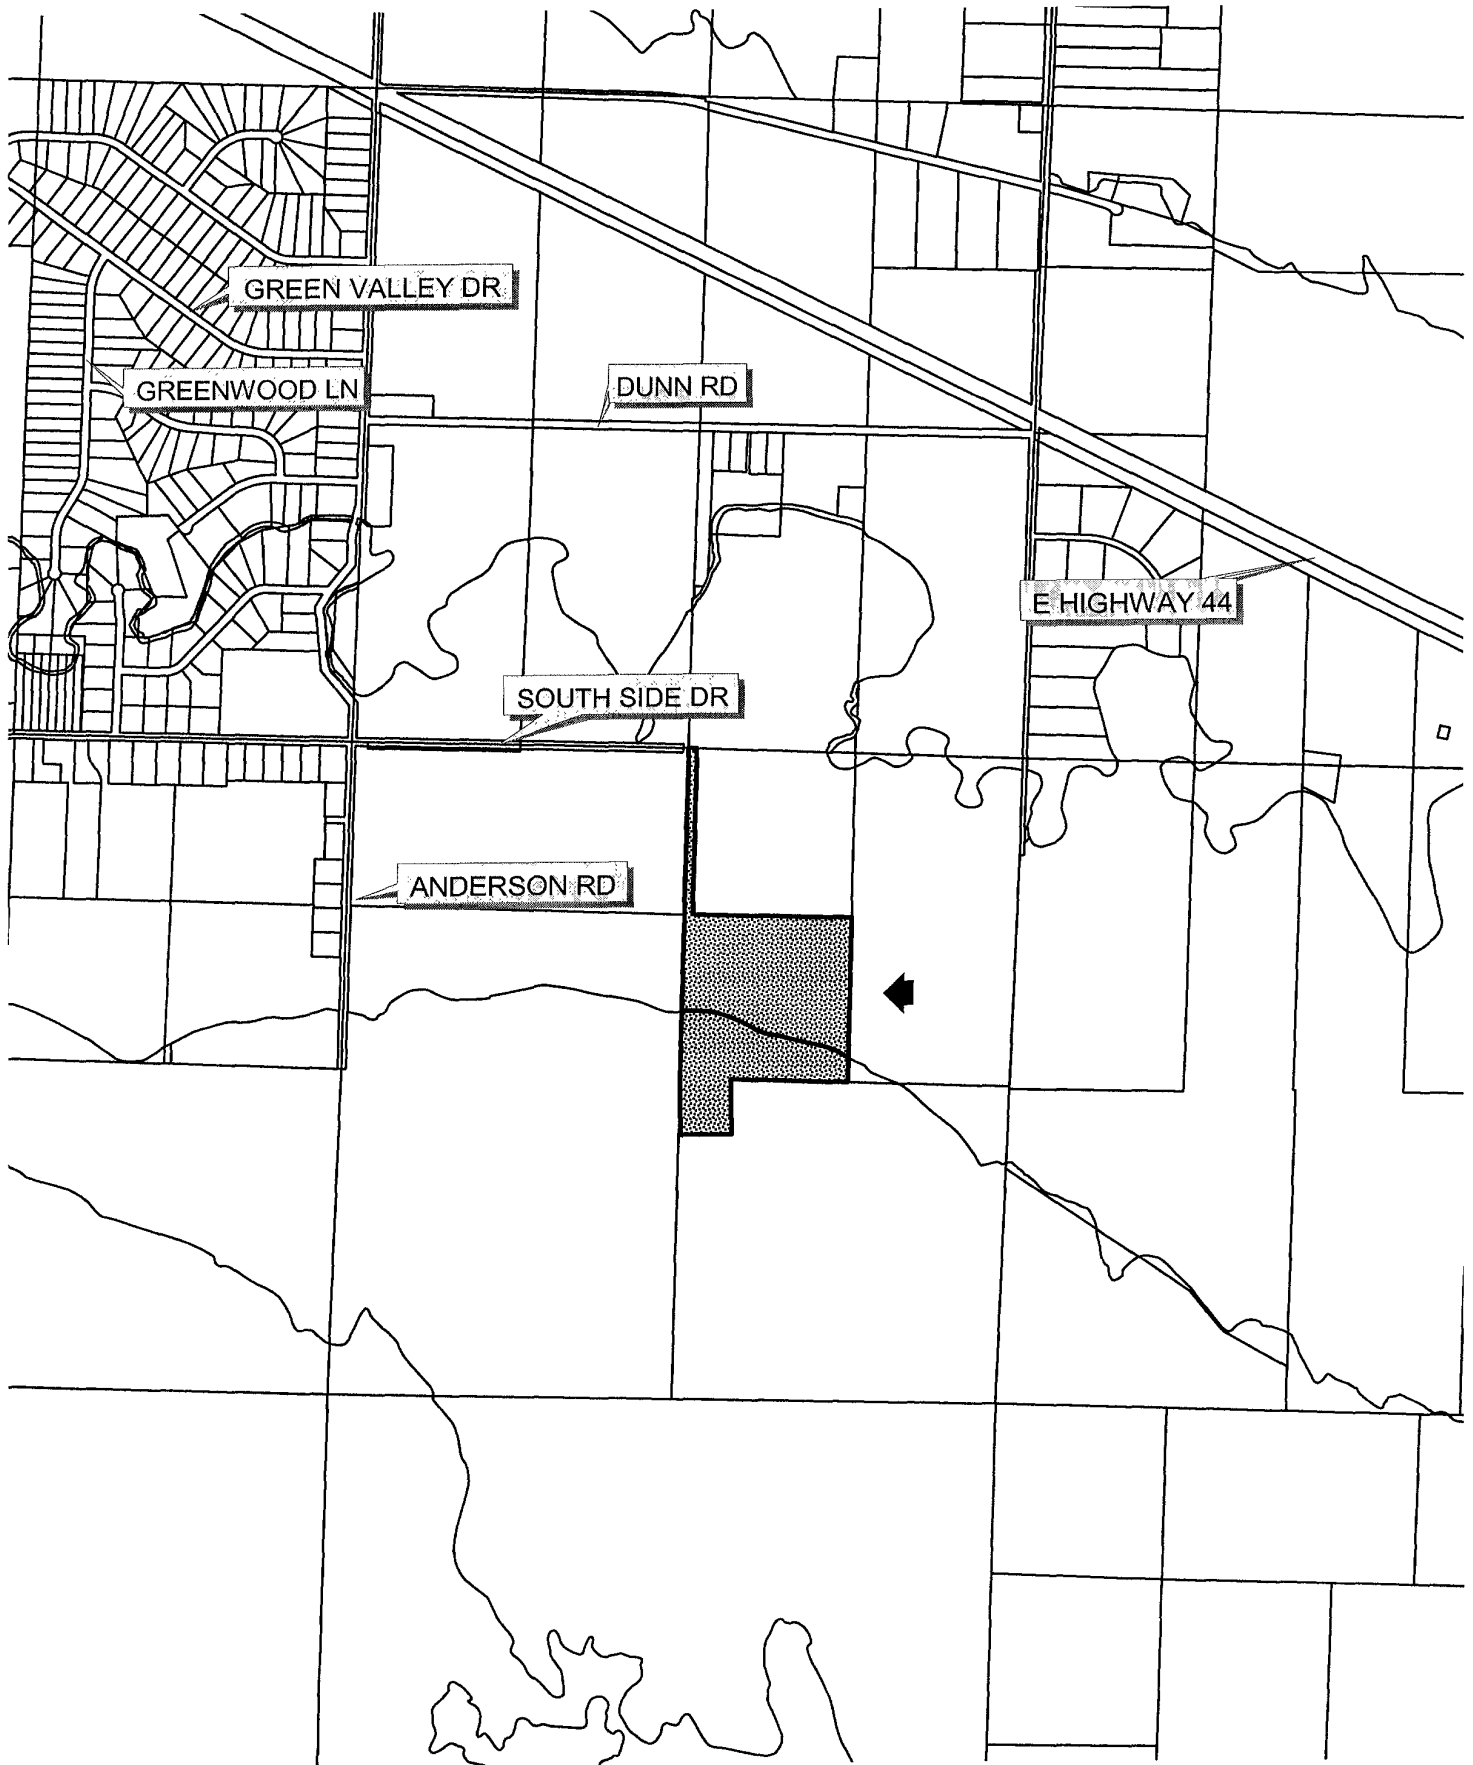 GREEN VALLEY DR
GREENWOOD LN
DUNN RD
E HIGHWAY 44
SOUTH SIDE DR
ANDERSON RD